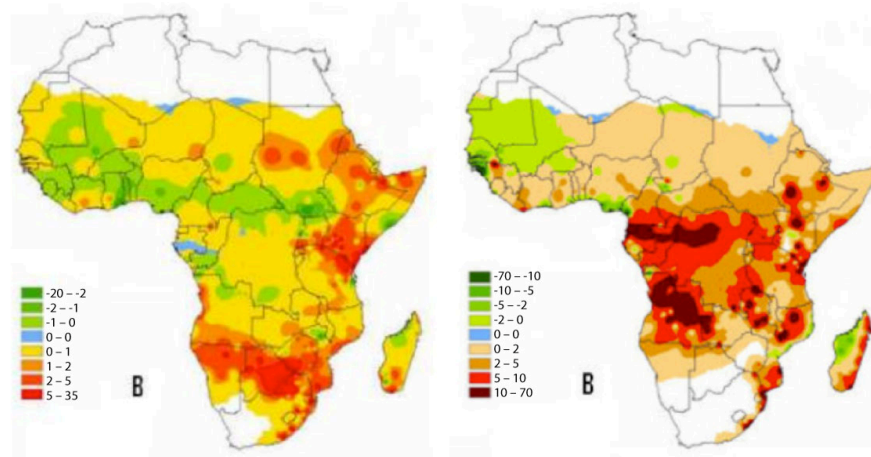 -20 – -2
-2 – -1
-1 – 0
0 – 0
0 – 1
1 – 2
2 – 5
5 – 35
B
-70 – -10
-10 – -5
-5 – -2
-2 – 0
0 – 0
0 – 2
2 – 5
5 – 10
10 – 70
B